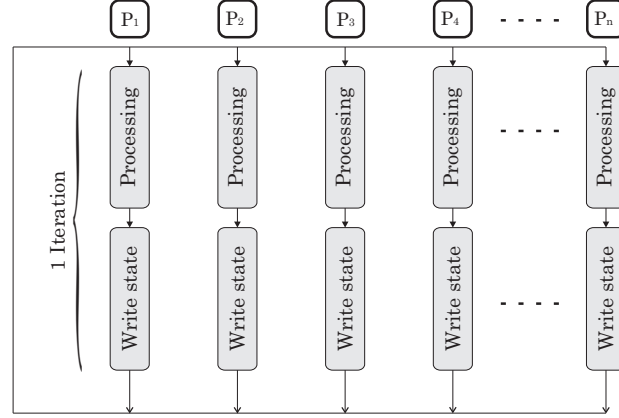 P₁ P₂ P₃ P₄ - - - - Pₙ
1 Iteration
Processing Processing Processing Processing - - - - Processing
Write state Write state Write state Write state - - - - Write state